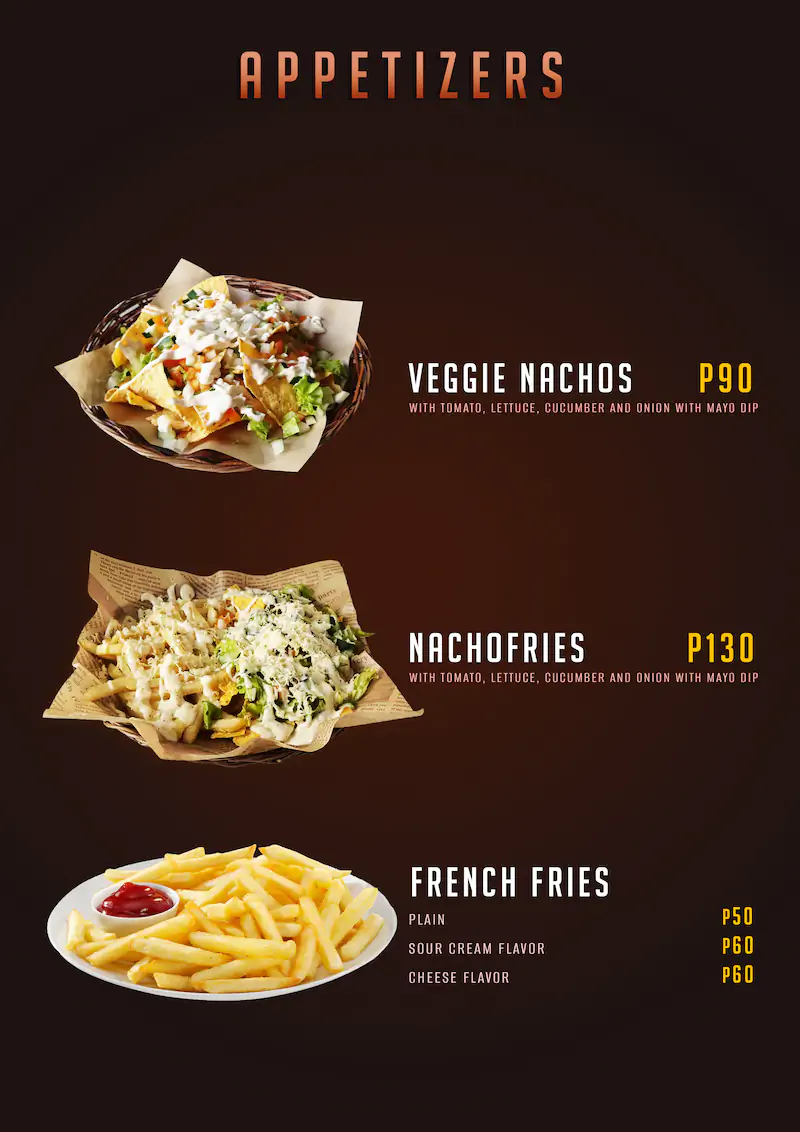 APPETIZERS
VEGGIE NACHOS P90
WITH TOMATO, LETTUCE, CUCUMBER AND ONION WITH MAYO DIP
NACHOFRIES P130
WITH TOMATO, LETTUCE, CUCUMBER AND ONION WITH MAYO DIP
FRENCH FRIES
PLAIN P50
SOUR CREAM FLAVOR P60
CHEESE FLAVOR P60